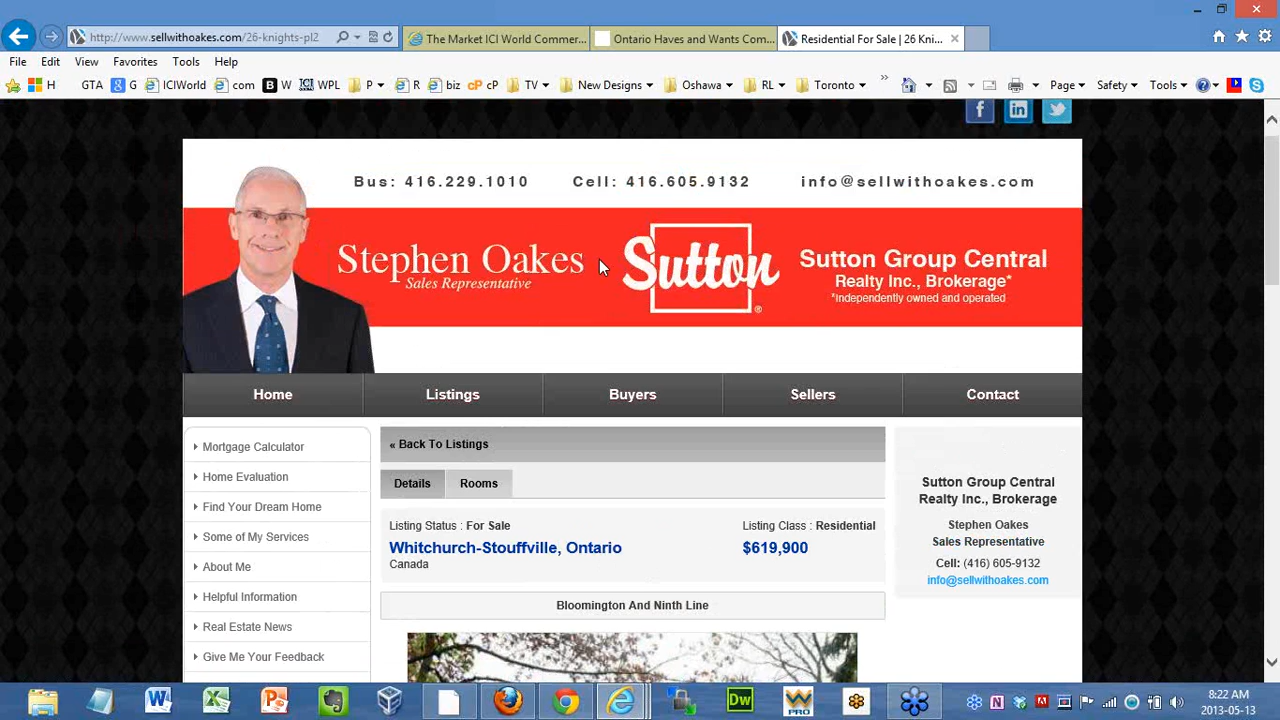 http://www.sellwithoakes.com/26-knights-pl2
The Market ICI World Commer...
Ontario Haves and Wants Com...
Residential For Sale | 26 Kni...
File Edit View Favorites Tools Help
H GTA G ICIWorld com W WPL P R biz cP TV New Designs Oshawa RL Toronto » Page Safety Tools
Bus: 416.229.1010 Cell: 416.605.9132 info@sellwithoakes.com
Stephen Oakes
Sales Representative
Sutton
®
Sutton Group Central
Realty Inc., Brokerage*
*Independently owned and operated
Home Listings Buyers Sellers Contact
Mortgage Calculator
Home Evaluation
Find Your Dream Home
Some of My Services
About Me
Helpful Information
Real Estate News
Give Me Your Feedback
« Back To Listings
Details Rooms
Listing Status : For Sale Listing Class : Residential
Whitchurch-Stouffville, Ontario $619,900
Canada
Bloomington And Ninth Line
Sutton Group Central
Realty Inc., Brokerage
Stephen Oakes
Sales Representative
Cell: (416) 605-9132
info@sellwithoakes.com
8:22 AM
2013-05-13